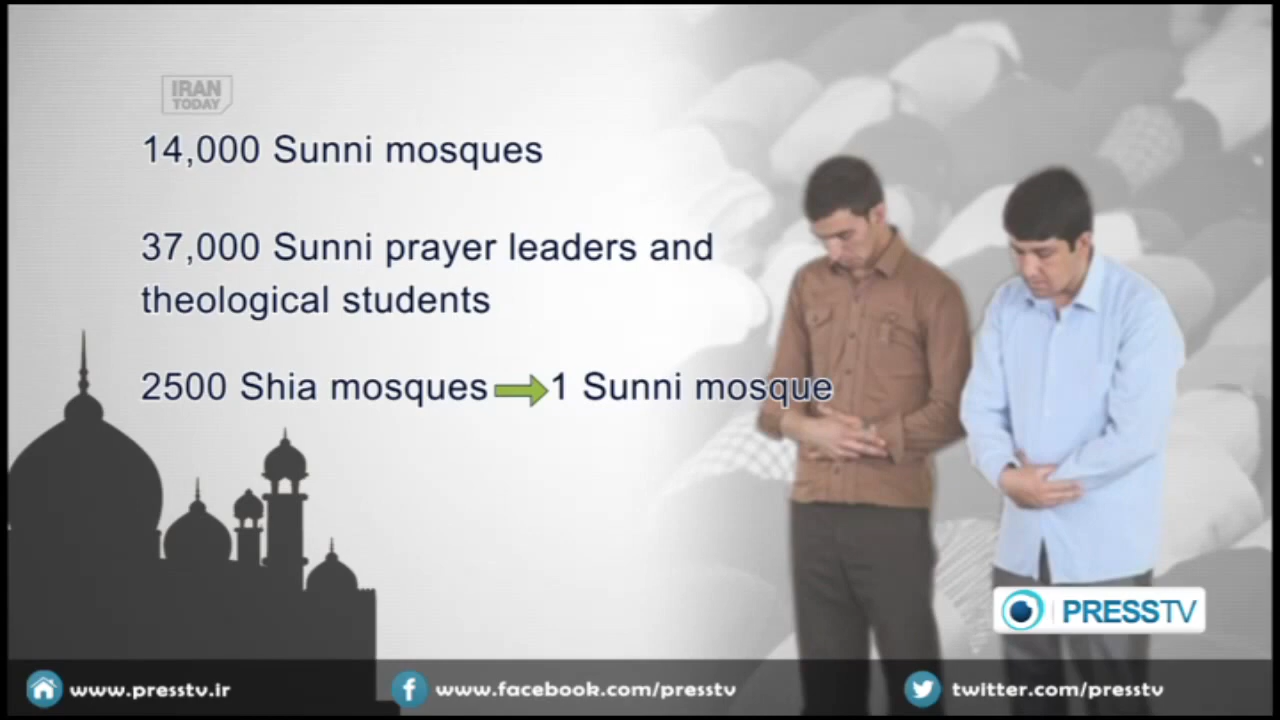 IRAN
TODAY
14,000 Sunni mosques
37,000 Sunni prayer leaders and
theological students
2500 Shia mosques 1 Sunni mosque
PRESSTV
www.presstv.ir
www.facebook.com/presstv
twitter.com/presstv